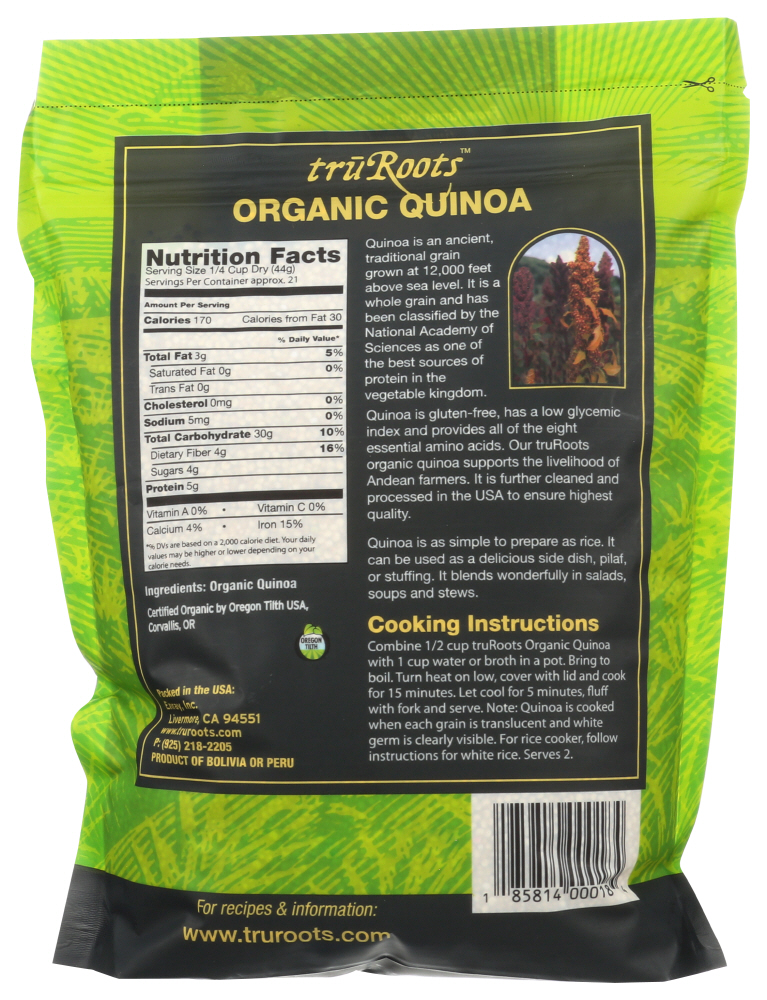 trūRoots™
ORGANIC QUINOA
Nutrition Facts
Serving Size 1/4 Cup Dry (44g)
Servings Per Container approx. 21
Amount Per Serving
Calories 170 Calories from Fat 30
% Daily Value*
Total Fat 3g 5%
Saturated Fat 0g 0%
Trans Fat 0g
Cholesterol 0mg 0%
Sodium 5mg 0%
Total Carbohydrate 30g 10%
Dietary Fiber 4g 16%
Sugars 4g
Protein 5g
Vitamin A 0% • Vitamin C 0%
Calcium 4% • Iron 15%
*% DVs are based on a 2,000 calorie diet. Your daily
values may be higher or lower depending on your
calorie needs.
Ingredients: Organic Quinoa
Certified Organic by Oregon Tilth USA,
Corvallis, OR
OREGON
TILTH
Packed in the USA:
Enray, Inc.
Livermore, CA 94551
www.truroots.com
P: (925) 218-2205
PRODUCT OF BOLIVIA OR PERU
Quinoa is an ancient,
traditional grain
grown at 12,000 feet
above sea level. It is a
whole grain and has
been classified by the
National Academy of
Sciences as one of
the best sources of
protein in the
vegetable kingdom.
Quinoa is gluten-free, has a low glycemic
index and provides all of the eight
essential amino acids. Our truRoots
organic quinoa supports the livelihood of
Andean farmers. It is further cleaned and
processed in the USA to ensure highest
quality.
Quinoa is as simple to prepare as rice. It
can be used as a delicious side dish, pilaf,
or stuffing. It blends wonderfully in salads,
soups and stews.
Cooking Instructions
Combine 1/2 cup truRoots Organic Quinoa
with 1 cup water or broth in a pot. Bring to
boil. Turn heat on low, cover with lid and cook
for 15 minutes. Let cool for 5 minutes, fluff
with fork and serve. Note: Quinoa is cooked
when each grain is translucent and white
germ is clearly visible. For rice cooker, follow
instructions for white rice. Serves 2.
1 85814 00018
For recipes & information:
www.truroots.com